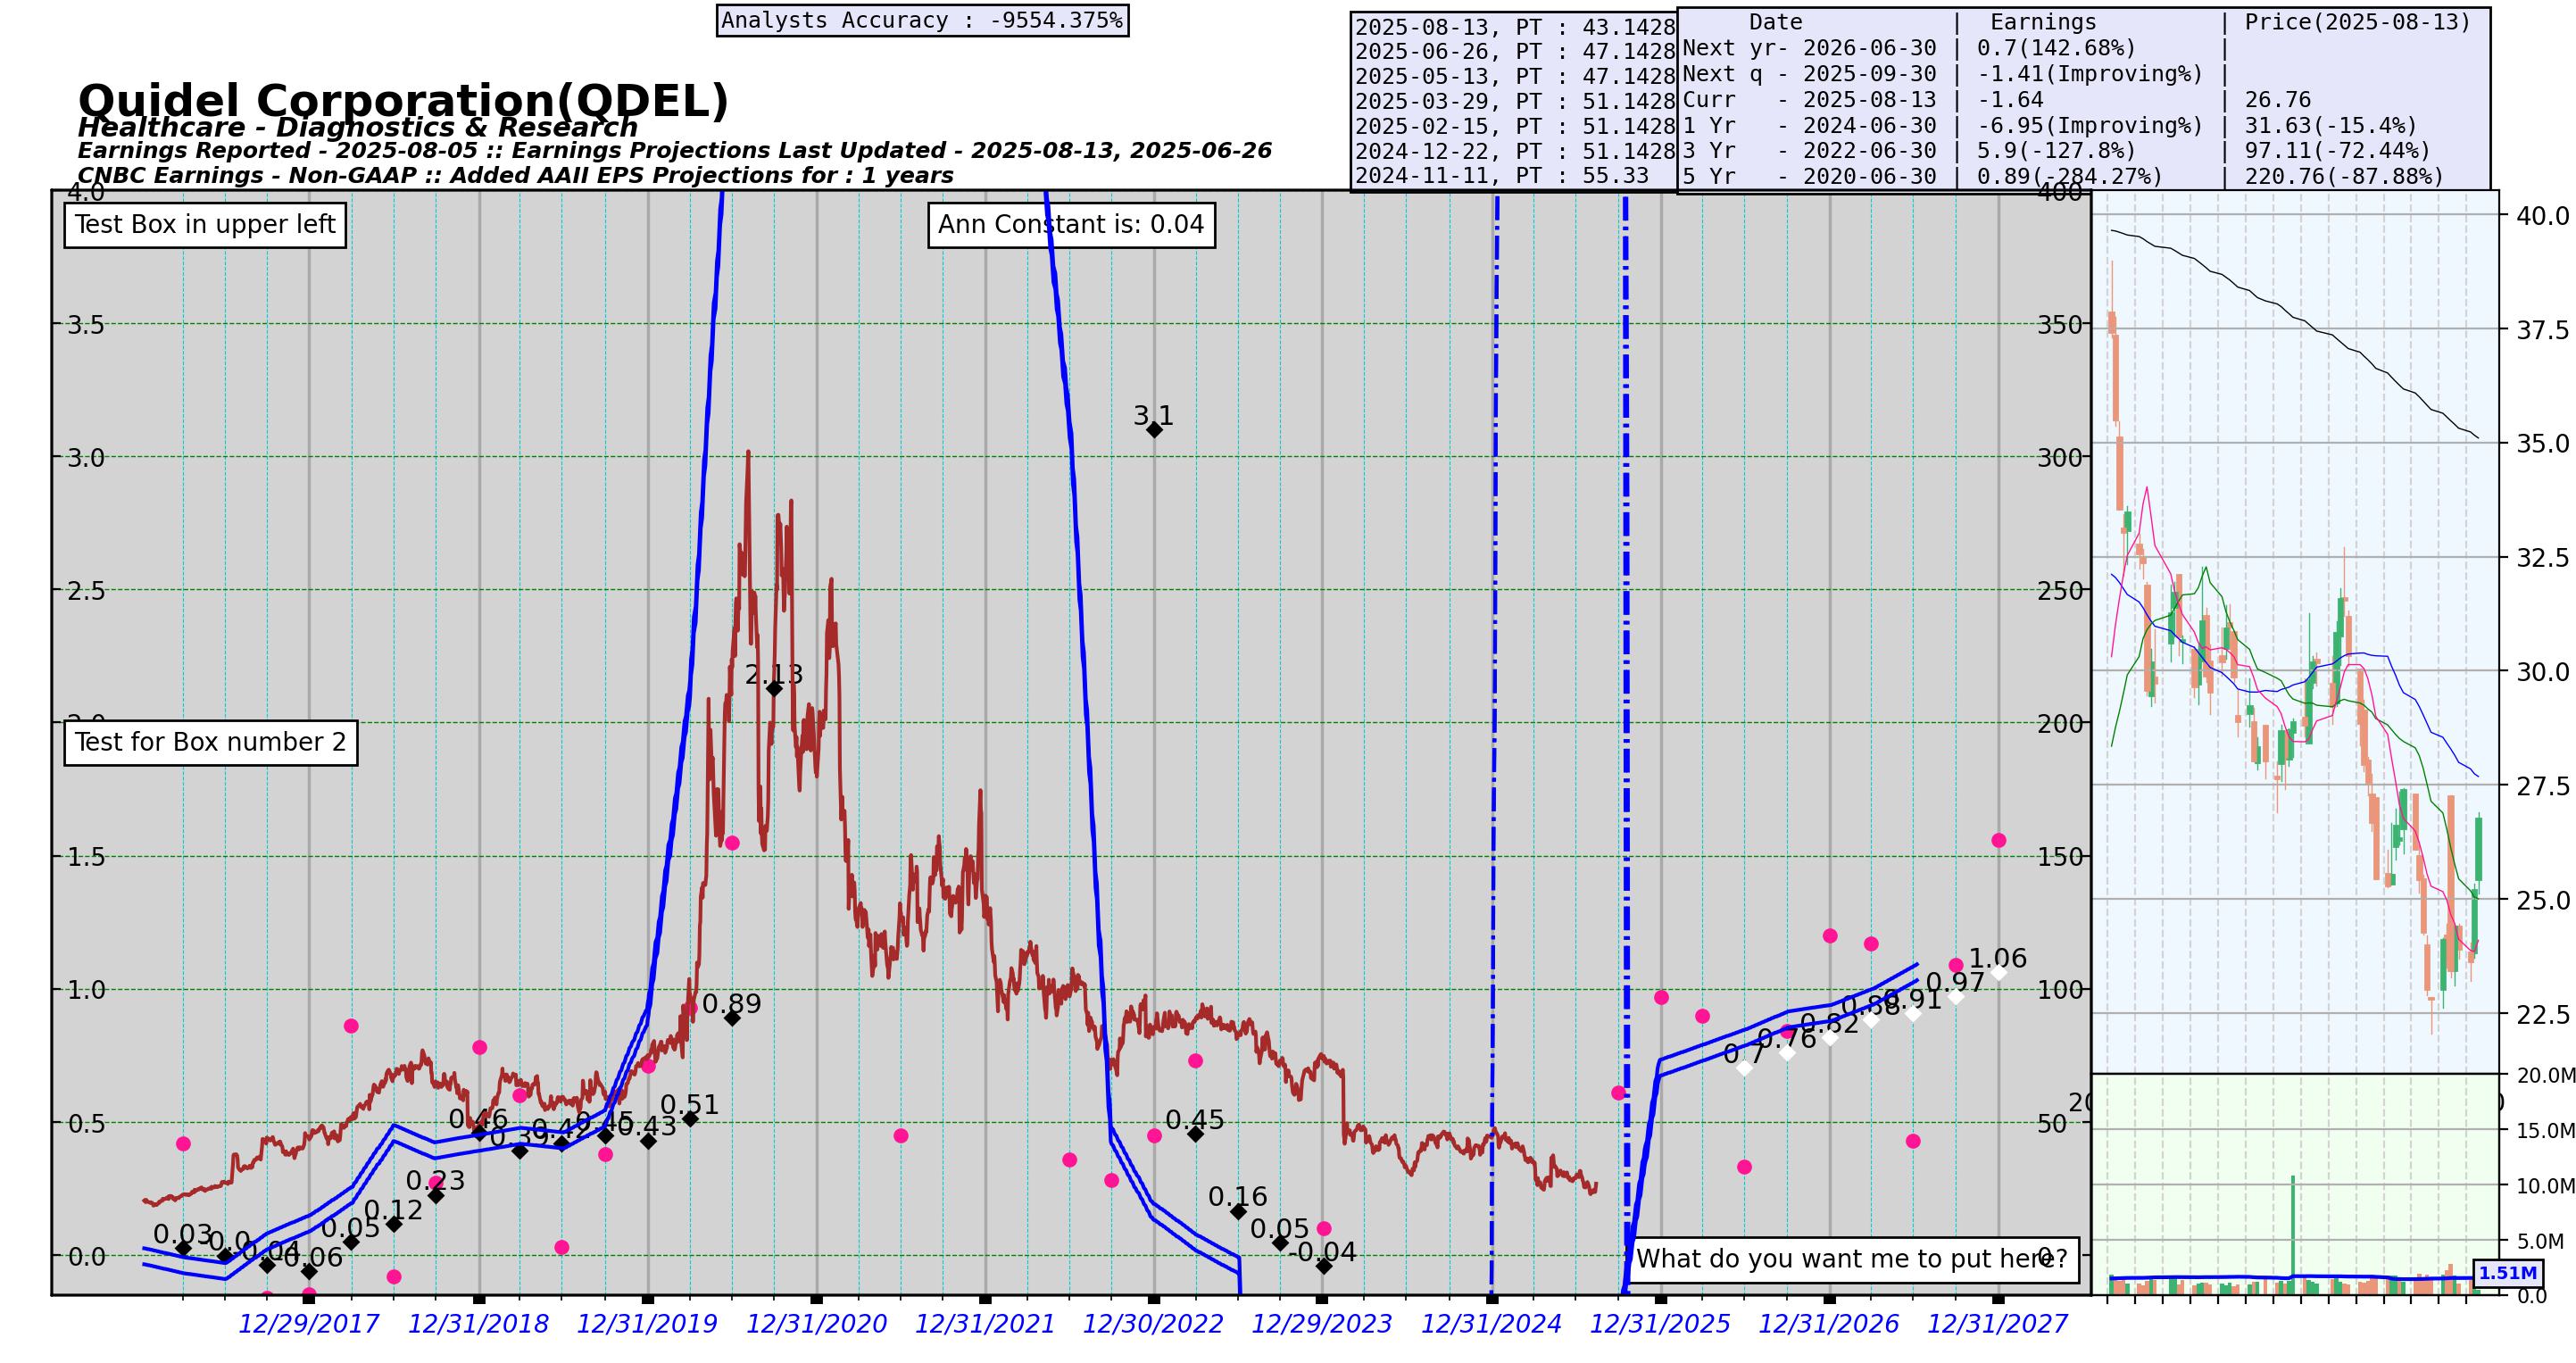 Analysts Accuracy : -9554.375%
2025-08-13, PT : 43.1428
2025-06-26, PT : 47.1428
2025-05-13, PT : 47.1428
2025-03-29, PT : 51.1428
2025-02-15, PT : 51.1428
2024-12-22, PT : 51.1428
2024-11-11, PT : 55.33
Date | Earnings | Price(2025-08-13)
Next yr- 2026-06-30 | 0.7(142.68%) |
Next q - 2025-09-30 | -1.41(Improving%) |
Curr - 2025-08-13 | -1.64 | 26.76
1 Yr - 2024-06-30 | -6.95(Improving%) | 31.63(-15.4%)
3 Yr - 2022-06-30 | 5.9(-127.8%) | 97.11(-72.44%)
5 Yr - 2020-06-30 | 0.89(-284.27%) | 220.76(-87.88%)
Quidel Corporation(QDEL)
Healthcare - Diagnostics & Research
Earnings Reported - 2025-08-05 :: Earnings Projections Last Updated - 2025-08-13, 2025-06-26
CNBC Earnings - Non-GAAP :: Added AAII EPS Projections for : 1 years
Test Box in upper left
Ann Constant is: 0.04
Test for Box number 2
What do you want me to put here?
4.0
3.5
3.0
2.5
2.0
1.5
1.0
0.5
0.0
400
350
300
250
200
150
100
50
0
40.0
37.5
35.0
32.5
30.0
27.5
25.0
22.5
20.0M
15.0M
10.0M
5.0M
1.51M
0.0
0.03
0.0
-0.04
-0.06
0.05
0.12
0.23
0.46
0.39
0.42
0.45
0.43
0.51
0.89
2.13
3.1
0.45
0.16
0.05
-0.04
0.7
0.76
0.82
0.88
0.91
0.97
1.06
12/29/2017
12/31/2018
12/31/2019
12/31/2020
12/31/2021
12/30/2022
12/29/2023
12/31/2024
12/31/2025
12/31/2026
12/31/2027